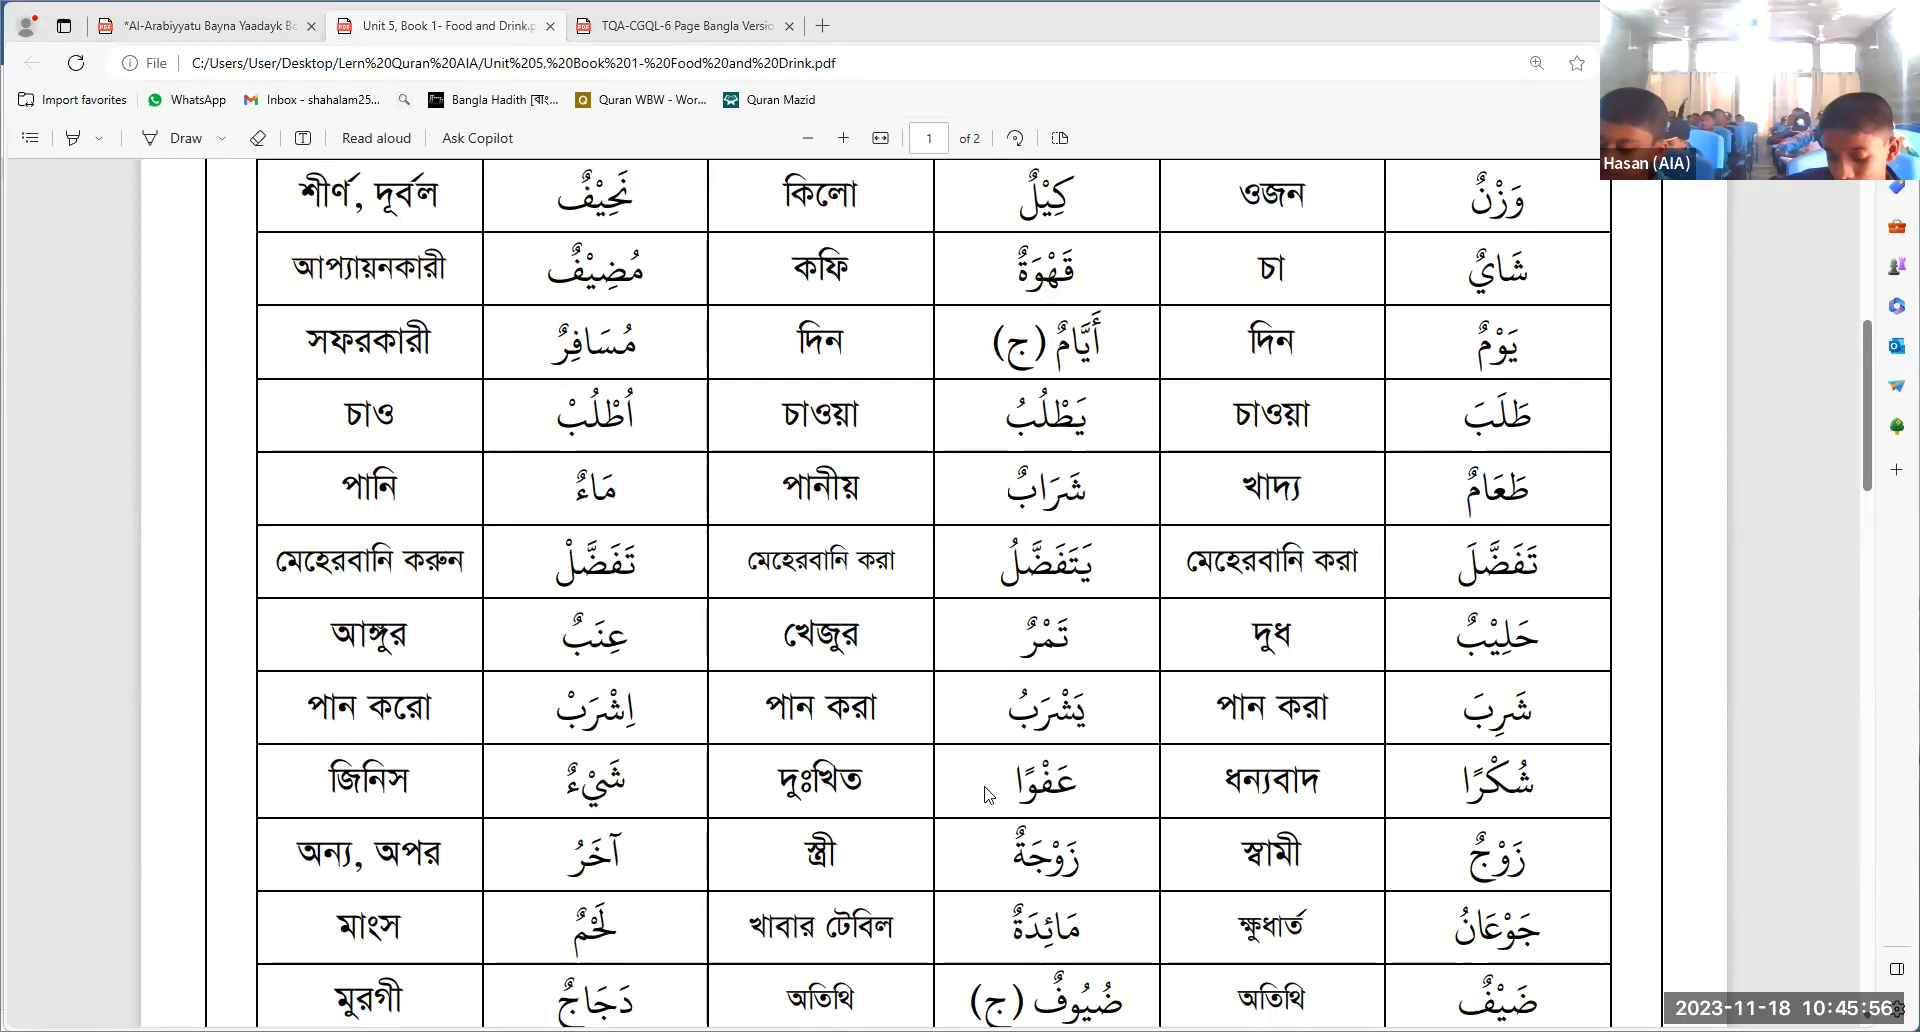 *Al-Arabiyyatu Bayna Yaadayk Bo
Unit 5, Book 1- Food and Drink.p
TQA-CGQL-6 Page Bangla Versio
File
C:/Users/User/Desktop/Lern%20Quran%20AIA/Unit%205,%20Book%201-%20Food%20and%20Drink.pdf
Import favorites
WhatsApp
Inbox - shahalam25...
Bangla Hadith [বাং...
Quran WBW - Wor...
Quran Mazid
Draw
Read aloud
Ask Copilot
1 of 2
Hasan (AIA)
শীর্ণ, দূর্বল نَحِيْفٌ কিলো كِيْلٌ ওজন وَزْنٌ
আপ্যায়নকারী مُضِيْفٌ কফি قَهْوَةٌ চা شَايٌ
সফরকারী مُسَافِرٌ দিন أَيَّامٌ (ج) দিন يَوْمٌ
চাও اُطْلُبْ চাওয়া يَطْلُبُ চাওয়া طَلَبَ
পানি مَاءٌ পানীয় شَرَابٌ খাদ্য طَعَامٌ
মেহেরবানি করুন تَفَضَّلْ মেহেরবানি করা يَتَفَضَّلُ মেহেরবানি করা تَفَضَّلَ
আঙ্গুর عِنَبٌ খেজুর تَمْرٌ দুধ حَلِيْبٌ
পান করো اِشْرَبْ পান করা يَشْرَبُ পান করা شَرِبَ
জিনিস شَيْءٌ দুঃখিত عَفْوًا ধন্যবাদ شُكْرًا
অন্য, অপর آخَرُ স্ত্রী زَوْجَةٌ স্বামী زَوْجٌ
মাংস لَحْمٌ খাবার টেবিল مَائِدَةٌ ক্ষুধার্ত جَوْعَانُ
মুরগী دَجَاجٌ অতিথি ضُيُوفٌ (ج) অতিথি ضَيْفٌ
2023-11-18 10:45:56